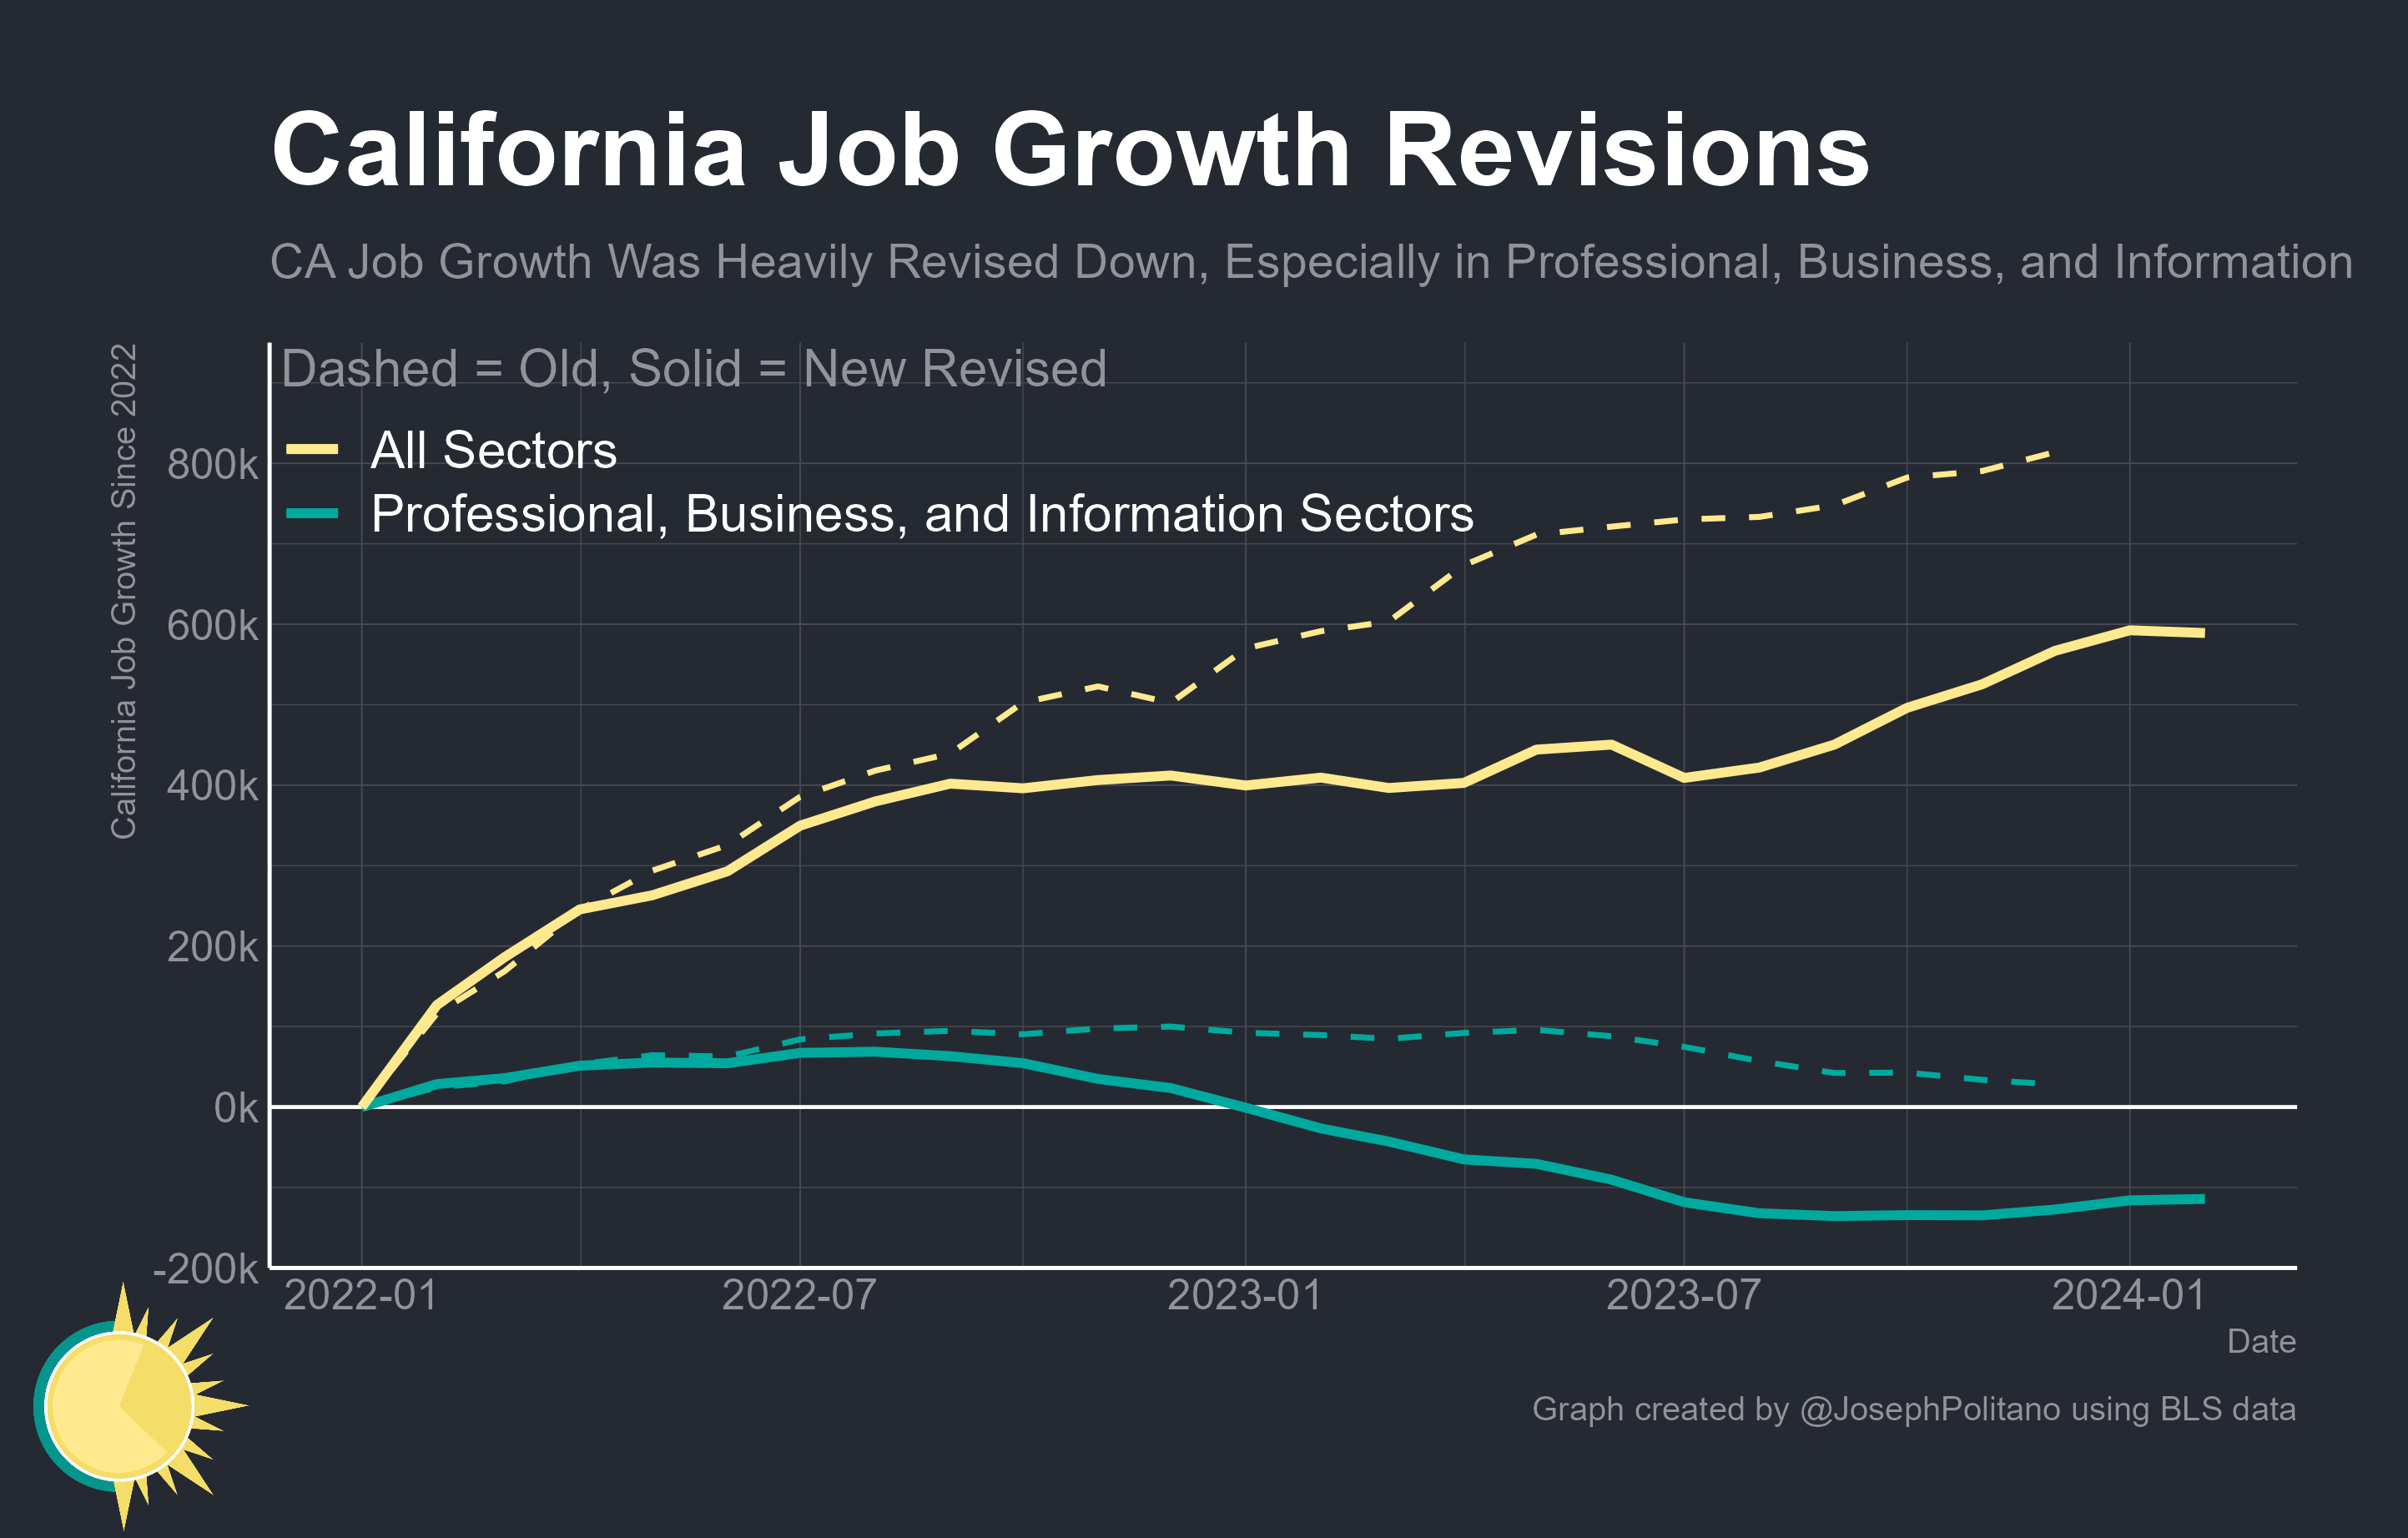 California Job Growth Revisions
CA Job Growth Was Heavily Revised Down, Especially in Professional, Business, and Information
California Job Growth Since 2022
Dashed = Old, Solid = New Revised
All Sectors
Professional, Business, and Information Sectors
800k
600k
400k
200k
0k
-200k
2022-01
2022-07
2023-01
2023-07
2024-01
Date
Graph created by @JosephPolitano using BLS data